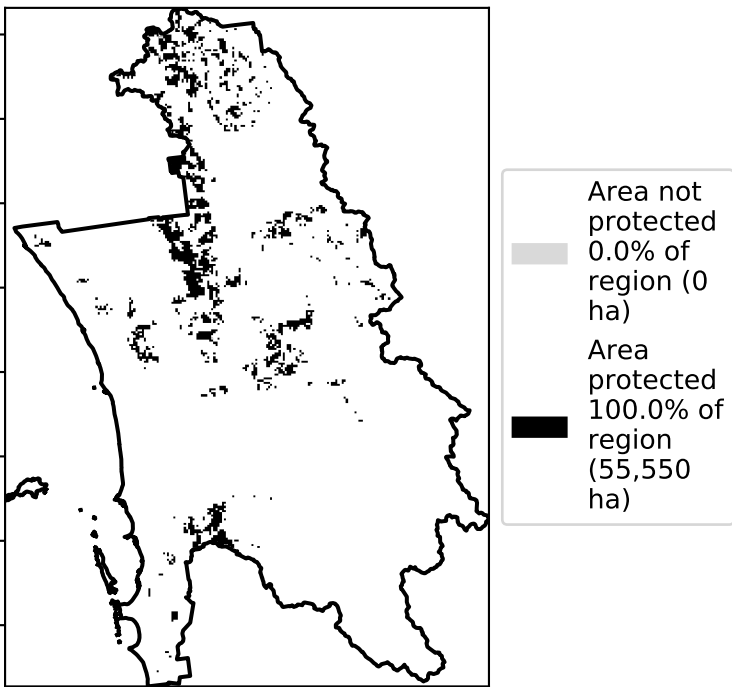 Area not
protected
0.0% of
region (0
ha)
Area
protected
100.0% of
region
(55,550
ha)